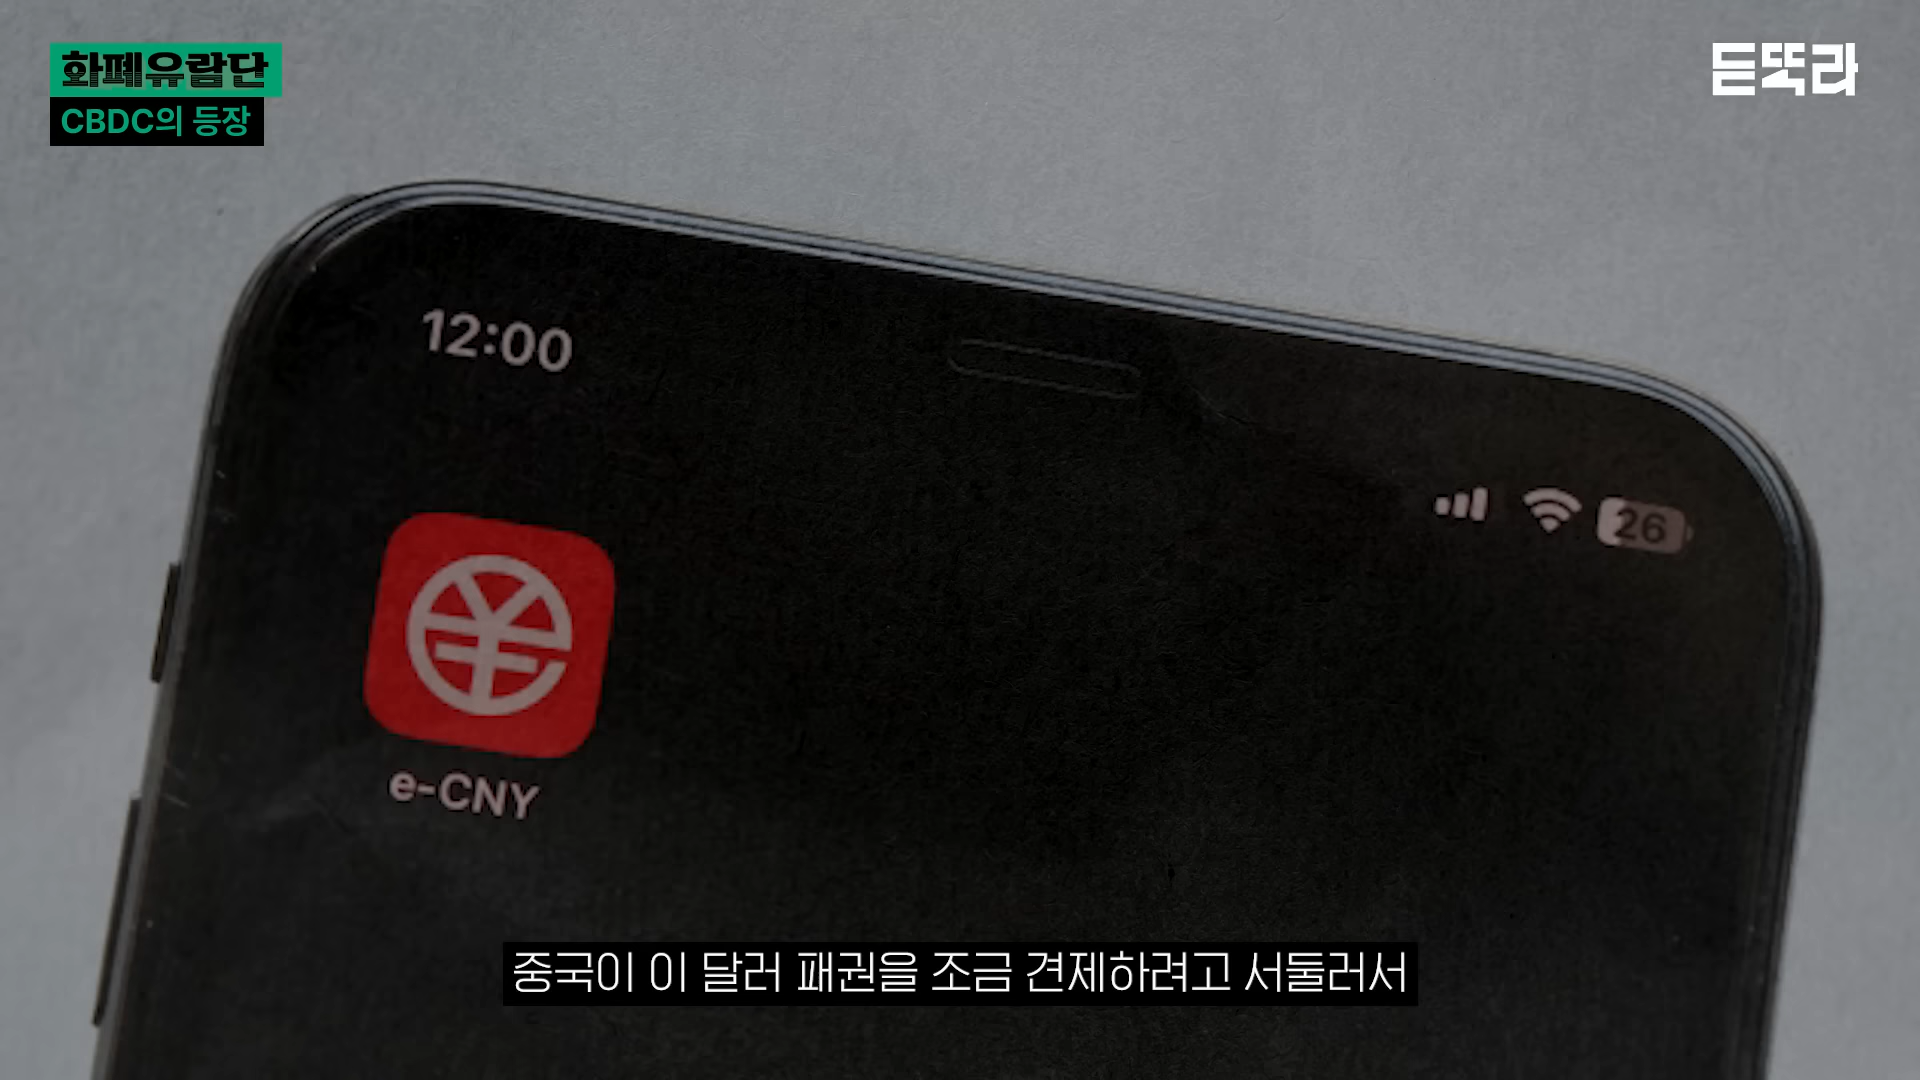 화폐유람단
CBDC의 등장
듣똑라
12:00
26
e-CNY
중국이 이 달러 패권을 조금 견제하려고 서둘러서